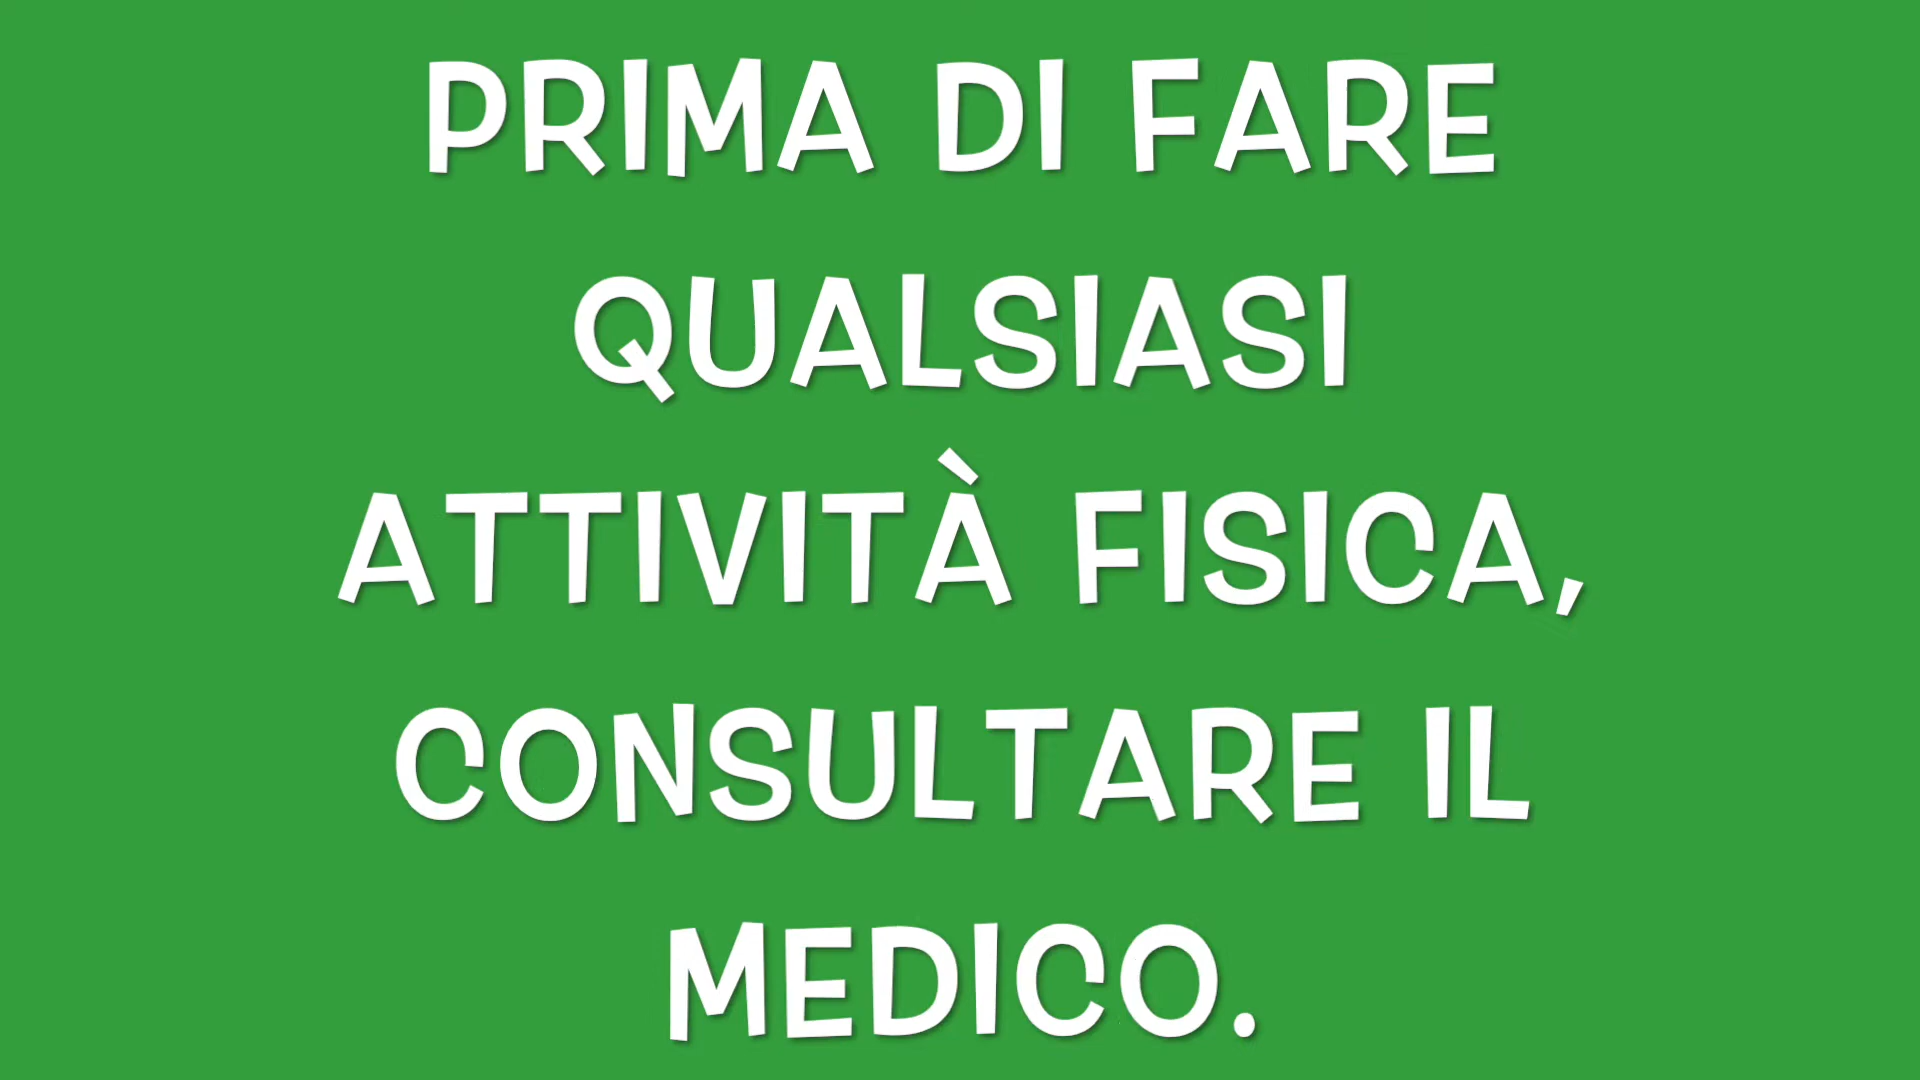 PRIMA DI FARE
QUALSIASI
ATTIVITÀ FISICA,
CONSULTARE IL
MEDICO.